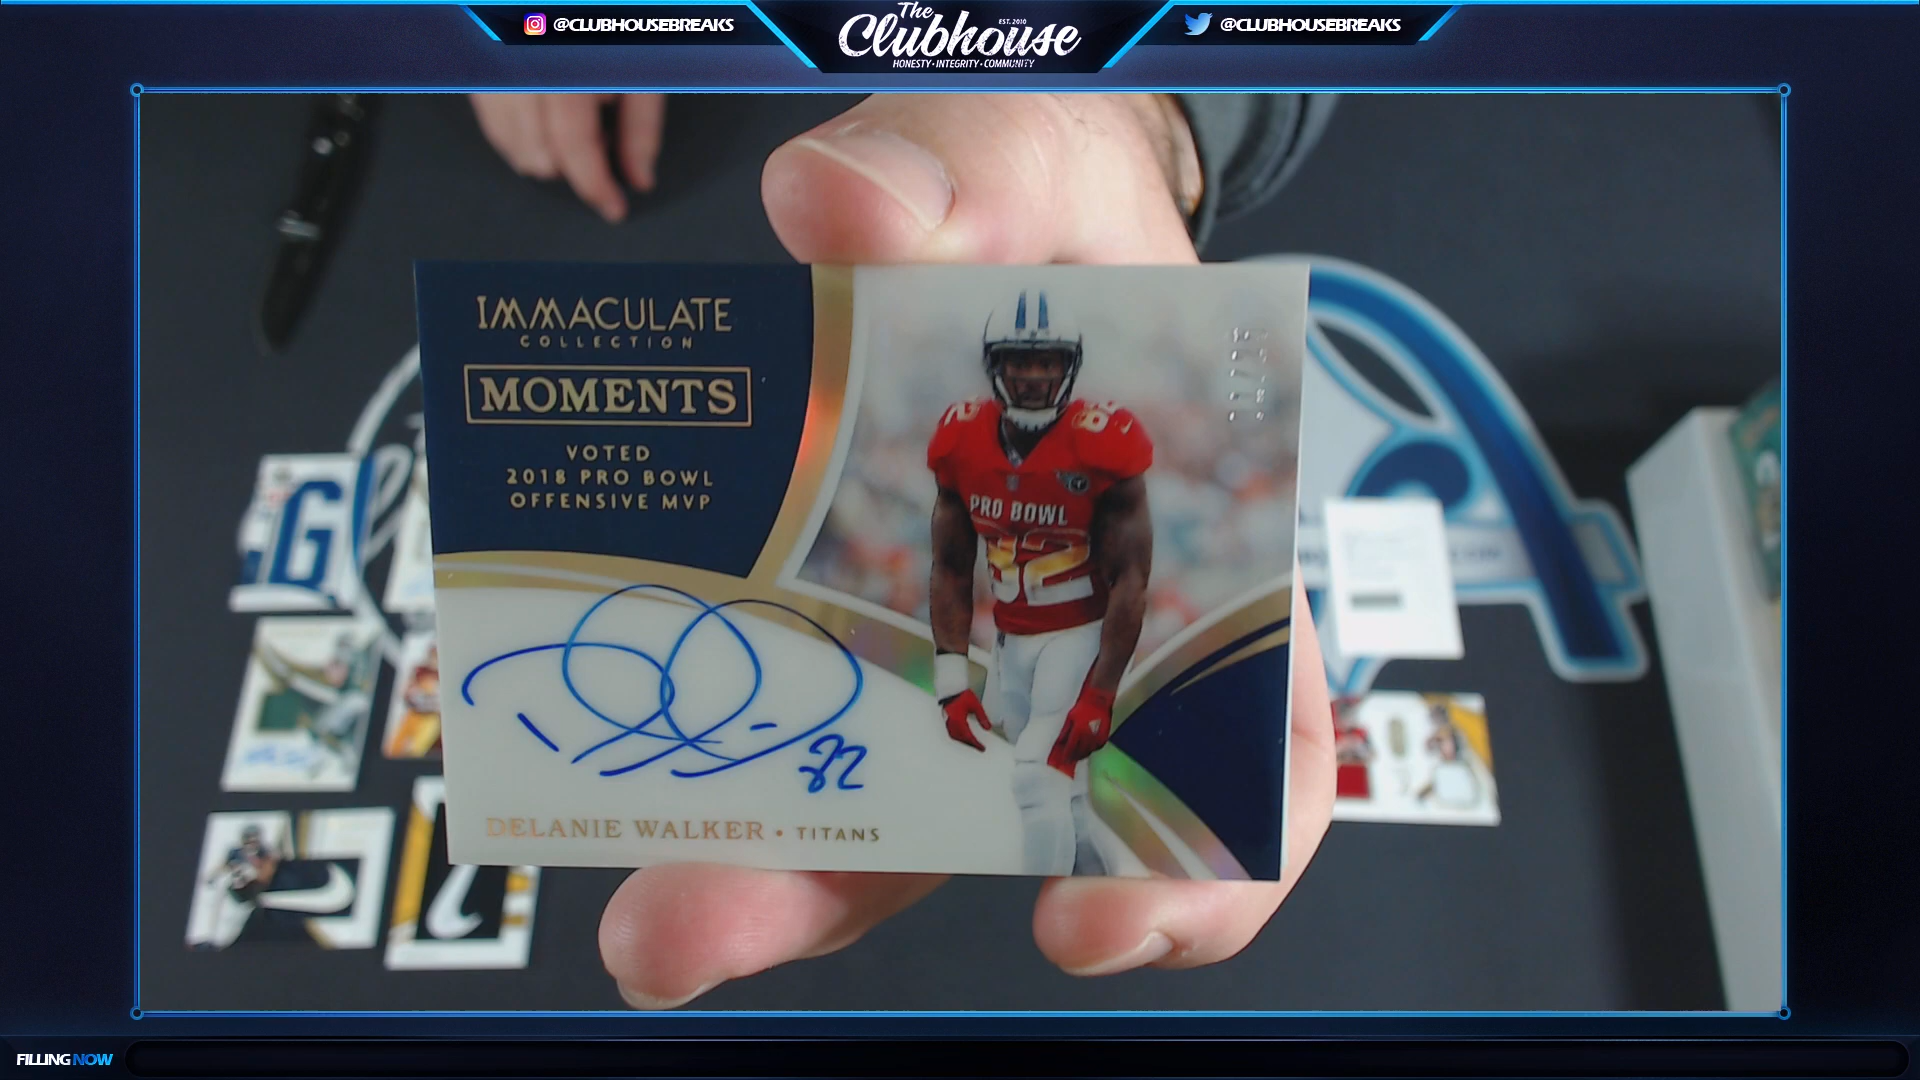 @CLUBHOUSEBREAKS
The
Clubhouse
EST. 2010
HONESTY • INTEGRITY • COMMUNITY
@CLUBHOUSEBREAKS
IMMACULATE
COLLECTION
MOMENTS
VOTED
2018 PRO BOWL
OFFENSIVE MVP
PRO BOWL
82
82
DELANIE WALKER • TITANS
G
FILLING NOW